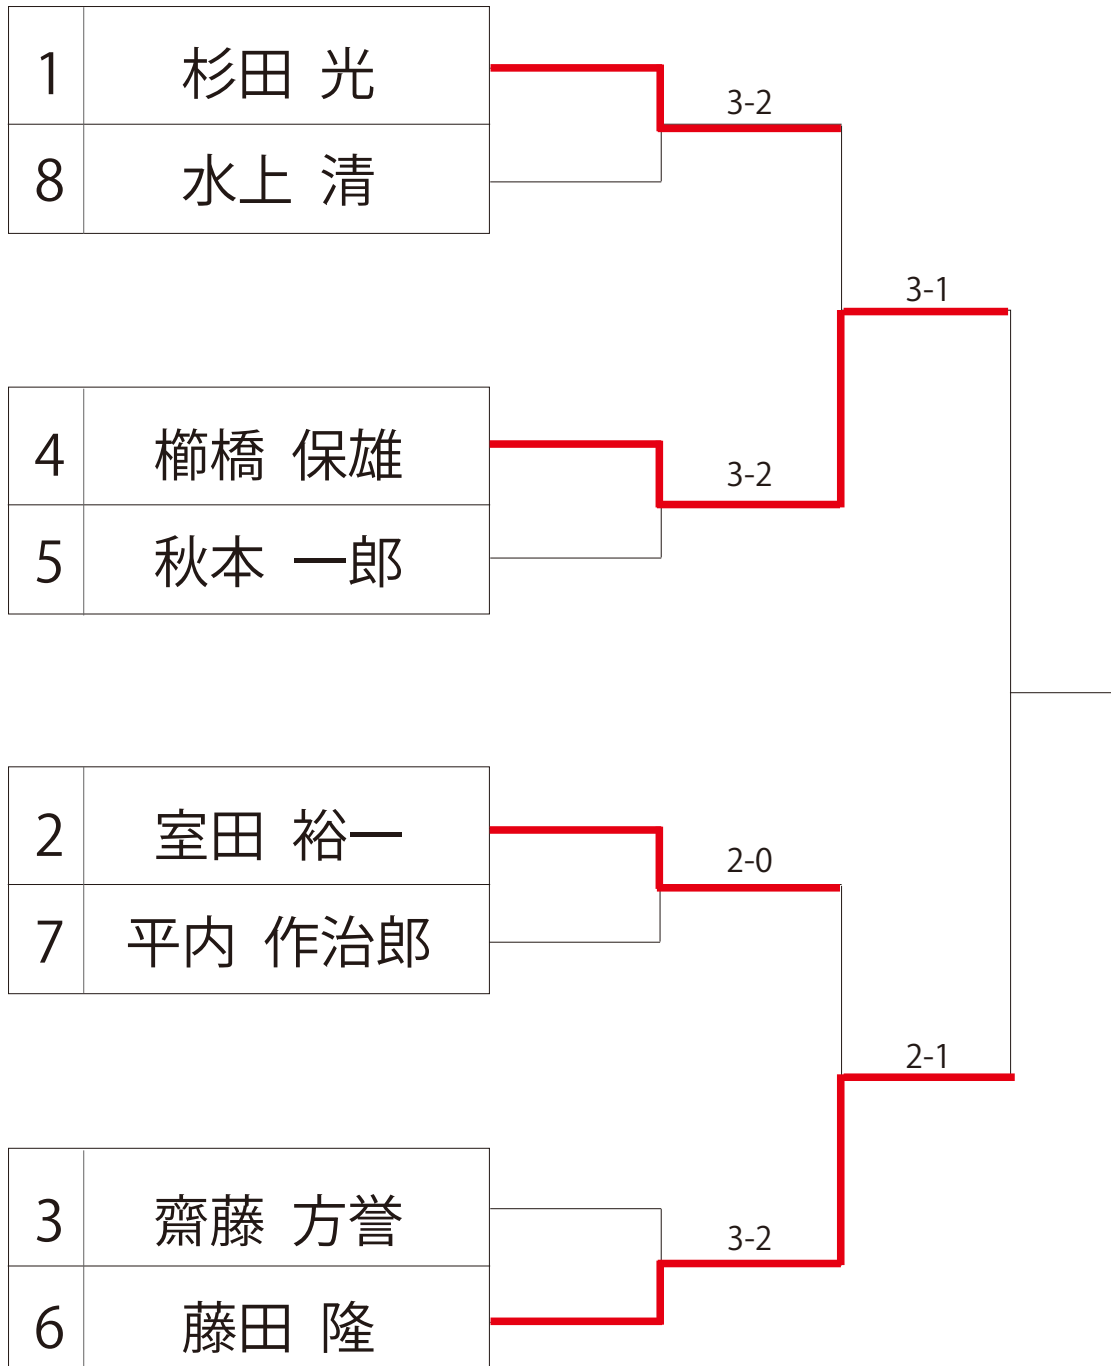 1 杉田 光
3-2
8 水上 清
3-1
4 櫛橋 保雄
3-2
5 秋本 一郎
2 室田 裕一
2-0
7 平内 作治郎
2-1
3 齋藤 方誉
3-2
6 藤田 隆